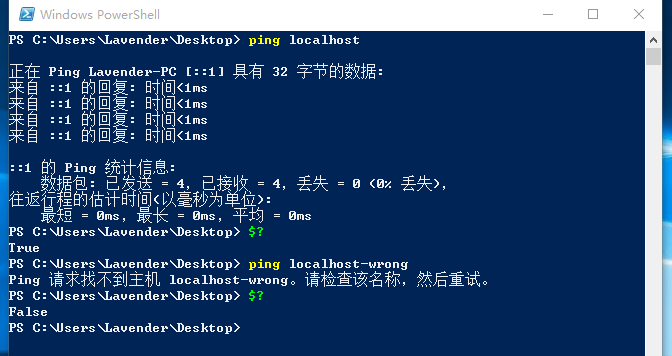 Windows PowerShell
PS C:\Users\Lavender\Desktop> ping localhost
正在 Ping Lavender-PC [::1] 具有 32 字节的数据:
来自 ::1 的回复: 时间<1ms
来自 ::1 的回复: 时间<1ms
来自 ::1 的回复: 时间<1ms
来自 ::1 的回复: 时间<1ms
::1 的 Ping 统计信息:
    数据包: 已发送 = 4, 已接收 = 4, 丢失 = 0 (0% 丢失),
往返行程的估计时间(以毫秒为单位):
    最短 = 0ms, 最长 = 0ms, 平均 = 0ms
PS C:\Users\Lavender\Desktop> $?
True
PS C:\Users\Lavender\Desktop> ping localhost-wrong
Ping 请求找不到主机 localhost-wrong。请检查该名称，然后重试。
PS C:\Users\Lavender\Desktop> $?
False
PS C:\Users\Lavender\Desktop>